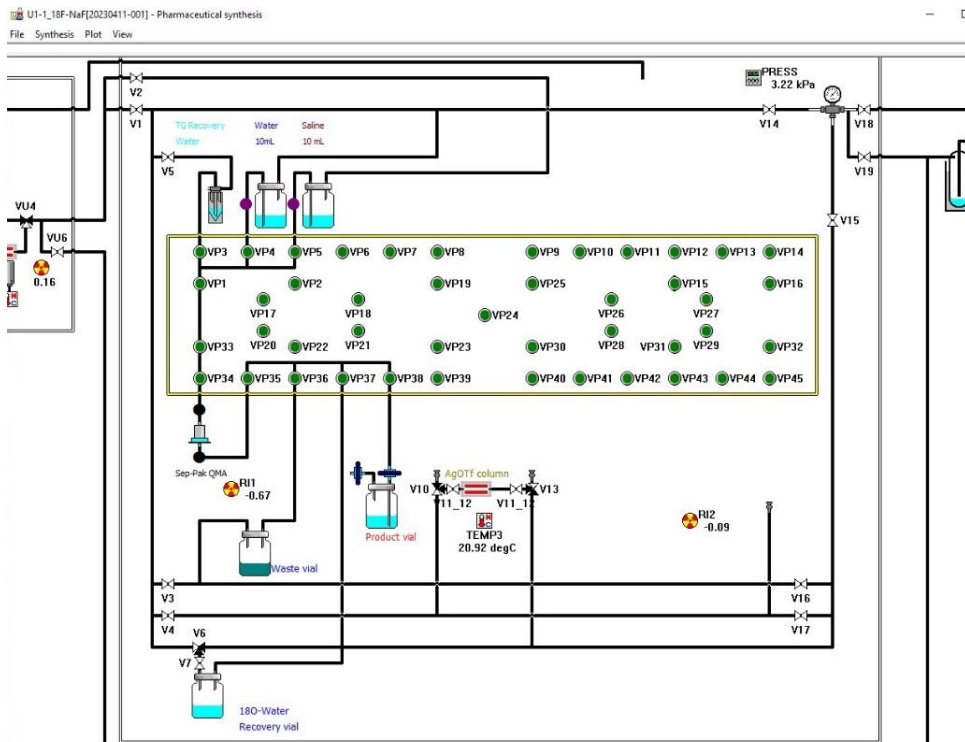 U1-1_18F-NaF[20230411-001] - Pharmaceutical synthesis
File Synthesis Plot View
PRESS
3.22 kPa
V2
V1
V14
V18
TG Recovery
Water
Water
10mL
Saline
10 mL
V5
V19
VU4
V15
VU6
0.16
VP3 VP4 VP5 VP6 VP7 VP8 VP9 VP10 VP11 VP12 VP13 VP14
VP1 VP2 VP19 VP25 VP15 VP16
VP17 VP18 VP26 VP27
VP24
VP20 VP21 VP28 VP29
VP33 VP22 VP23 VP30 VP31 VP32
VP34 VP35 VP36 VP37 VP38 VP39 VP40 VP41 VP42 VP43 VP44 VP45
Sep-Pak QMA
RI1
-0.67
AgOTf column
V10
V11_12
V11_12
V13
TEMP3
20.92 degC
RI2
-0.09
Product vial
Waste vial
V3
V16
V4
V17
V6
V7
18O-Water
Recovery vial